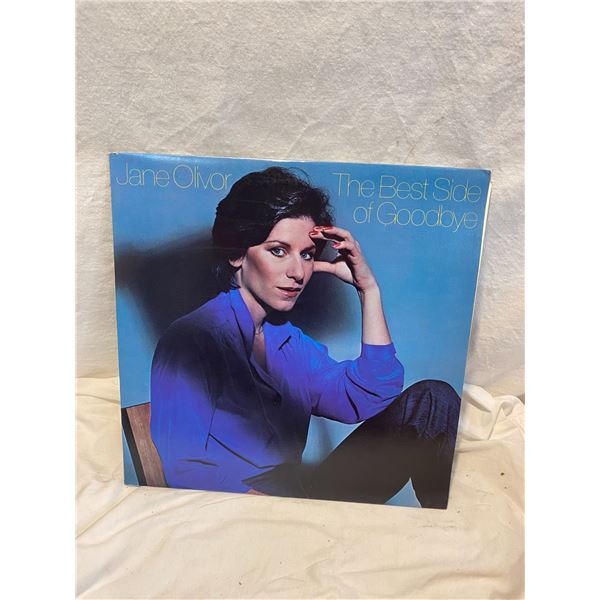 Jane Olivor
The Best Side
of Goodbye